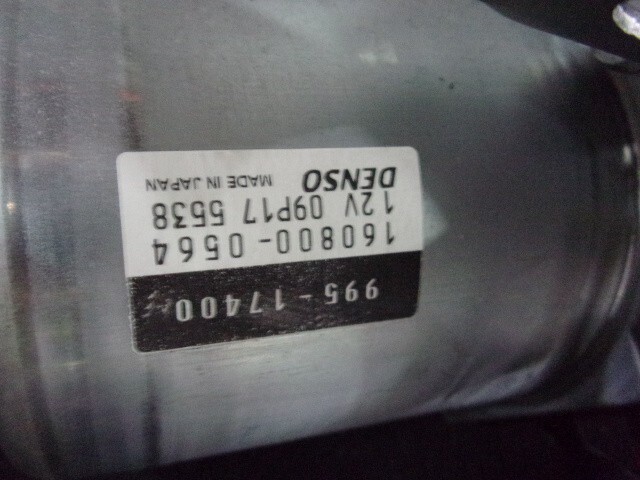 995-17400
160800-0564
12V 09P17 5538
DENSO MADE IN JAPAN